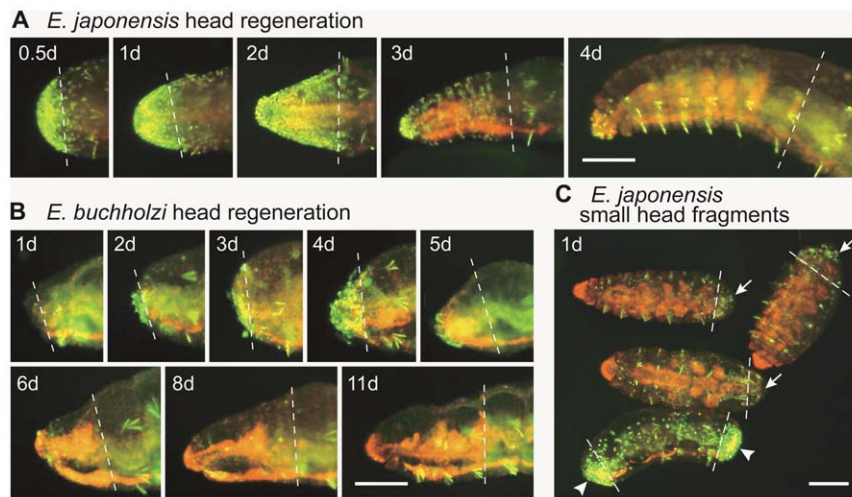 A E. japonensis head regeneration
0.5d 1d 2d 3d 4d
B E. buchholzi head regeneration
1d 2d 3d 4d 5d
6d 8d 11d
C E. japonensis
small head fragments
1d